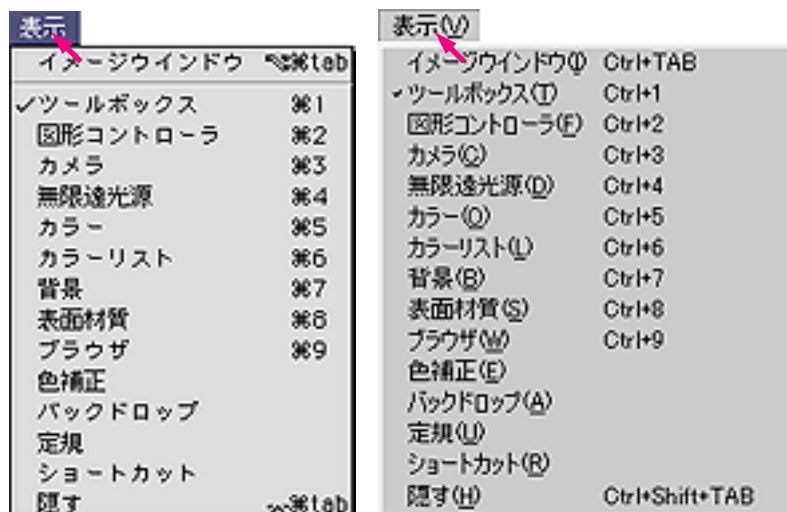 表示
イメージウインドウ ⌘tab
✓ツールボックス ⌘1
図形コントローラ ⌘2
カメラ ⌘3
無限遠光源 ⌘4
カラー ⌘5
カラーリスト ⌘6
背景 ⌘7
表面材質 ⌘8
ブラウザ ⌘9
色補正
バックドロップ
定規
ショートカット
隠す ⌘tab
表示(V)
イメージウインドウ(I) Ctrl+TAB
✓ツールボックス(T) Ctrl+1
図形コントローラ(F) Ctrl+2
カメラ(C) Ctrl+3
無限遠光源(D) Ctrl+4
カラー(O) Ctrl+5
カラーリスト(L) Ctrl+6
背景(B) Ctrl+7
表面材質(S) Ctrl+8
ブラウザ(W) Ctrl+9
色補正(E)
バックドロップ(A)
定規(U)
ショートカット(R)
隠す(H) Ctrl+Shift+TAB